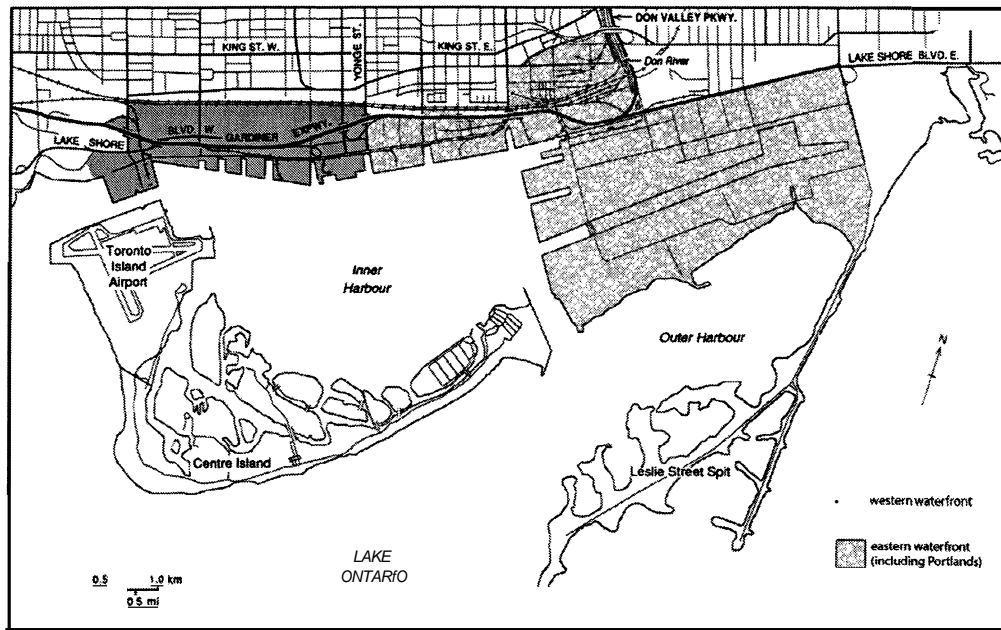 DON VALLEY PKWY.
KING ST. W.
YONGE ST.
KING ST. E.
Don River
LAKE SHORE BLVD. E.
LAKE SHORE
BLVD. W.
GARDINER
EXPWY.
Toronto
Island
Airport
Inner
Harbour
Outer Harbour
N
Centre Island
Leslie Street Spit
western waterfront
eastern waterfront
(including Portlands)
LAKE
ONTARfO
0.5 1.0 km
0.5 mi